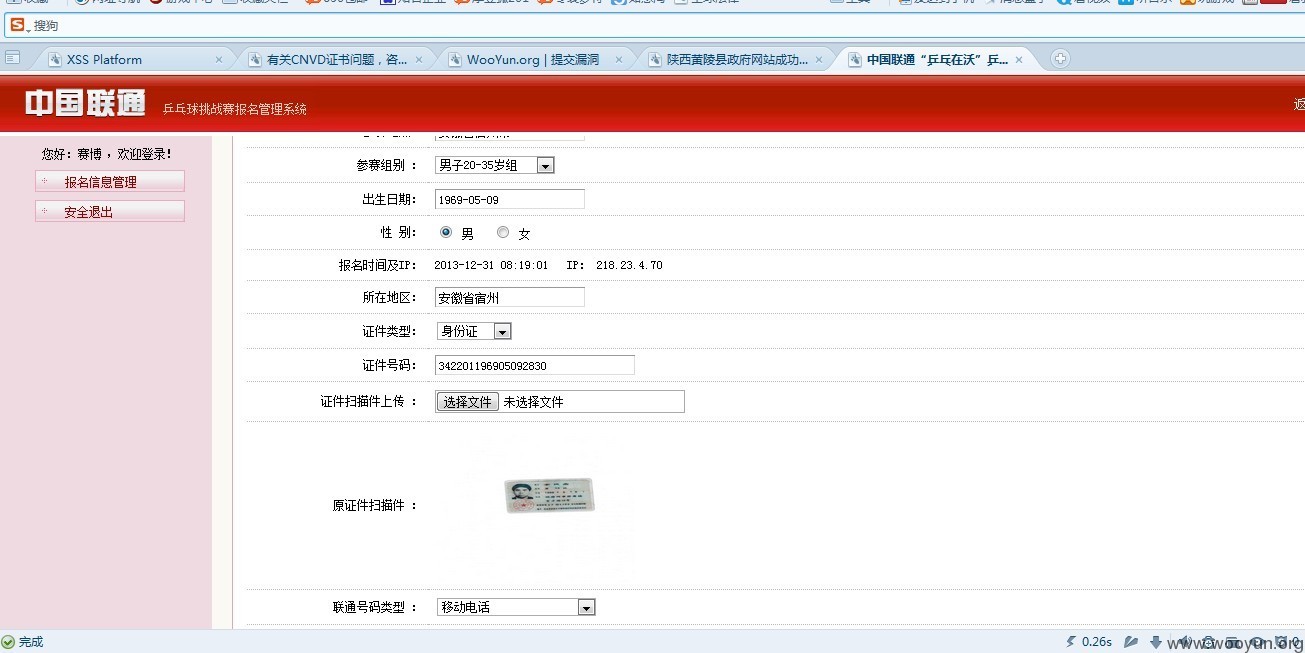 搜狗
XSS Platform
有关CNVD证书问题，咨...
WooYun.org | 提交漏洞
陕西黄陵县政府网站成功...
中国联通“乒乓在沃”乒...
中国联通 乒乓球挑战赛报名管理系统
返
您好：赛博，欢迎登录！
报名信息管理
安全退出
参赛组别： 男子20-35岁组
出生日期： 1969-05-09
性 别： 男 女
报名时间及IP： 2013-12-31 08:19:01 IP： 218.23.4.70
所在地区： 安徽省宿州
证件类型： 身份证
证件号码： 342201196905092830
证件扫描件上传： 选择文件 未选择文件
原证件扫描件：
联通号码类型： 移动电话
完成
0.26s
www.wooyun.org